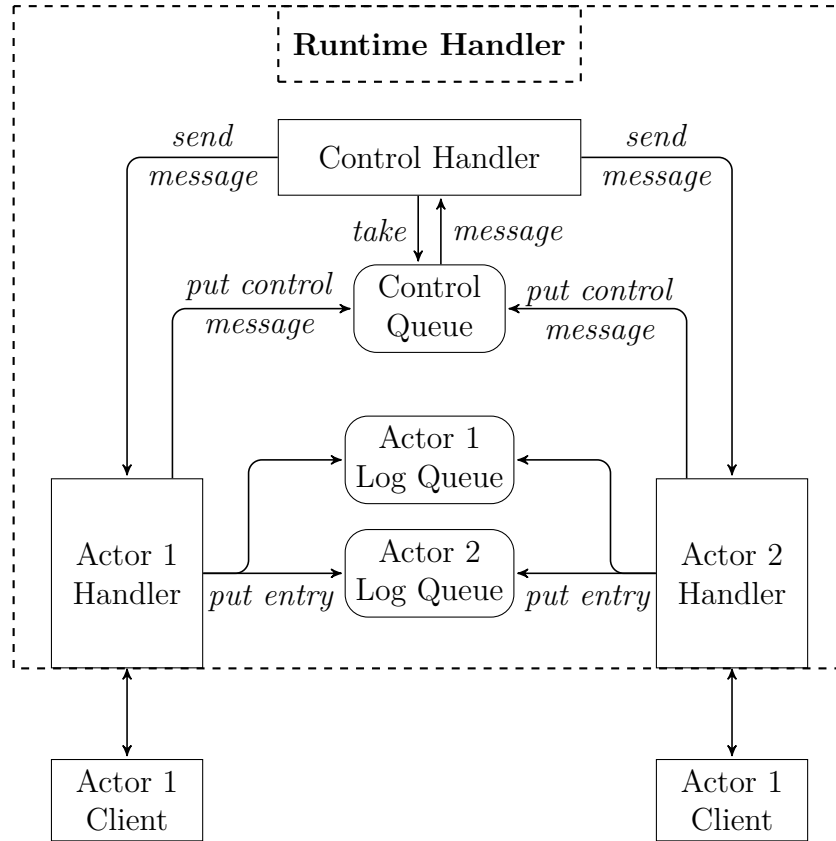 Runtime Handler
send
message
Control Handler
send
message
take
message
put control
message
Control
Queue
put control
message
Actor 1
Log Queue
Actor 1
Handler
put entry
Actor 2
Log Queue
put entry
Actor 2
Handler
Actor 1
Client
Actor 1
Client